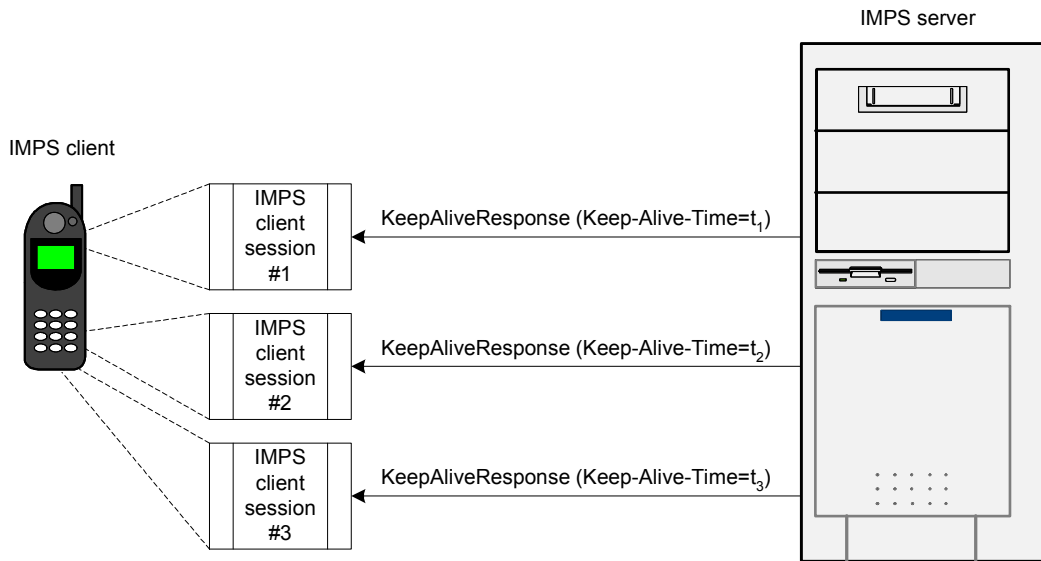 IMPS server
IMPS client
IMPS
client
session
#1
KeepAliveResponse (Keep-Alive-Time=t₁)
IMPS
client
session
#2
KeepAliveResponse (Keep-Alive-Time=t₂)
IMPS
client
session
#3
KeepAliveResponse (Keep-Alive-Time=t₃)